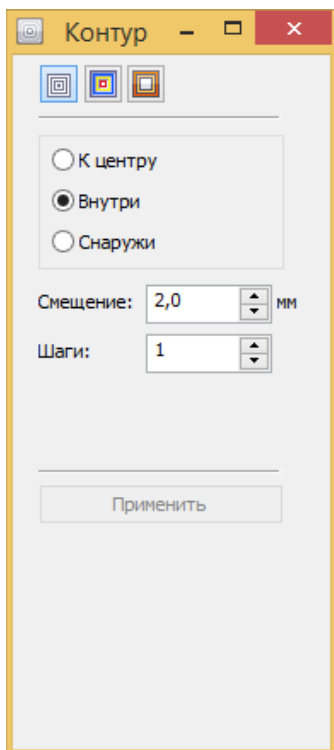 Контур
К центру
Внутри
Снаружи
Смещение: 2,0 мм
Шаги: 1
Применить